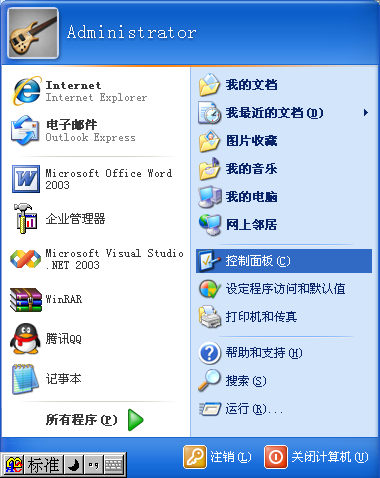 Administrator
Internet
Internet Explorer
电子邮件
Outlook Express
Microsoft Office Word
2003
企业管理器
Microsoft Visual Studio
.NET 2003
WinRAR
腾讯QQ
记事本
所有程序(P)
我的文档
我最近的文档(D)
图片收藏
我的音乐
我的电脑
网上邻居
控制面板(C)
设定程序访问和默认值
打印机和传真
帮助和支持(H)
搜索(S)
运行(R)...
注销(L)
关闭计算机(U)
标准